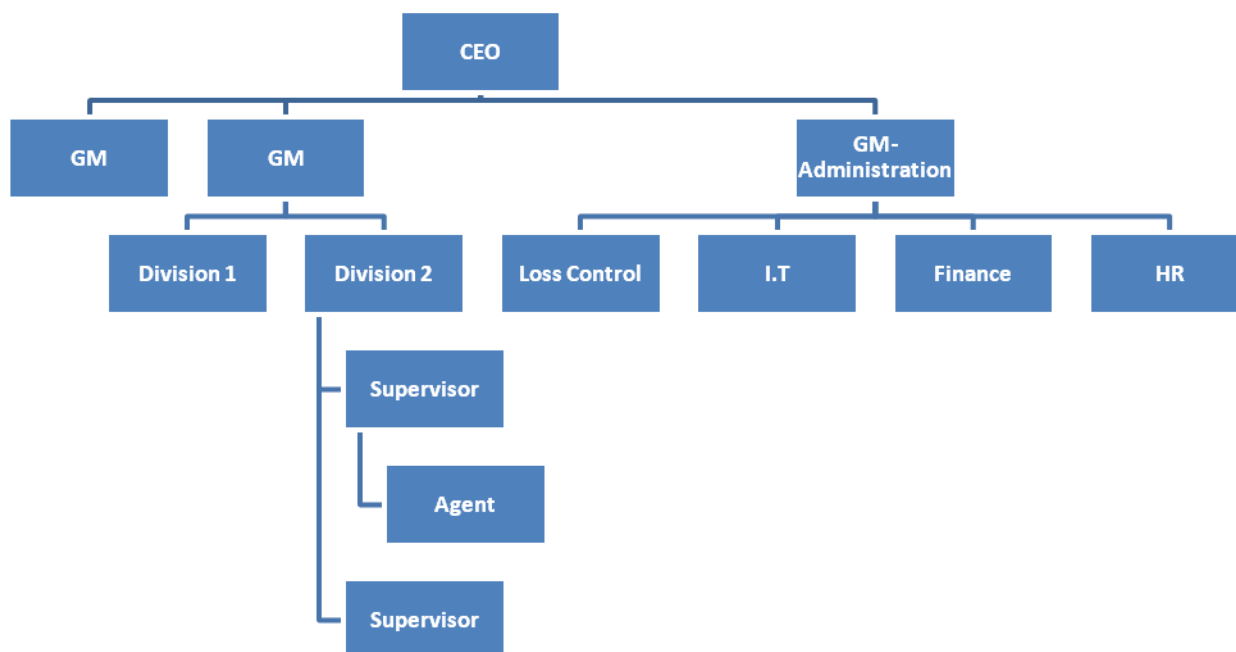 CEO
GM
GM
GM-
Administration
Division 1
Division 2
Loss Control
I.T
Finance
HR
Supervisor
Agent
Supervisor